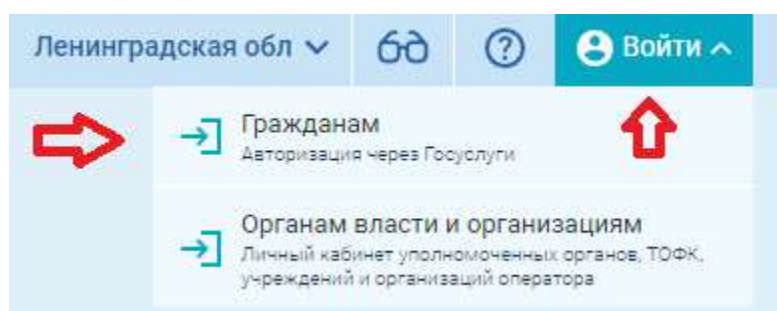 Ленинградская обл
Войти
Гражданам
Авторизация через Госуслуги
Органам власти и организациям
Личный кабинет уполномоченных органов, ТОФК,
учреждений и организаций оператора